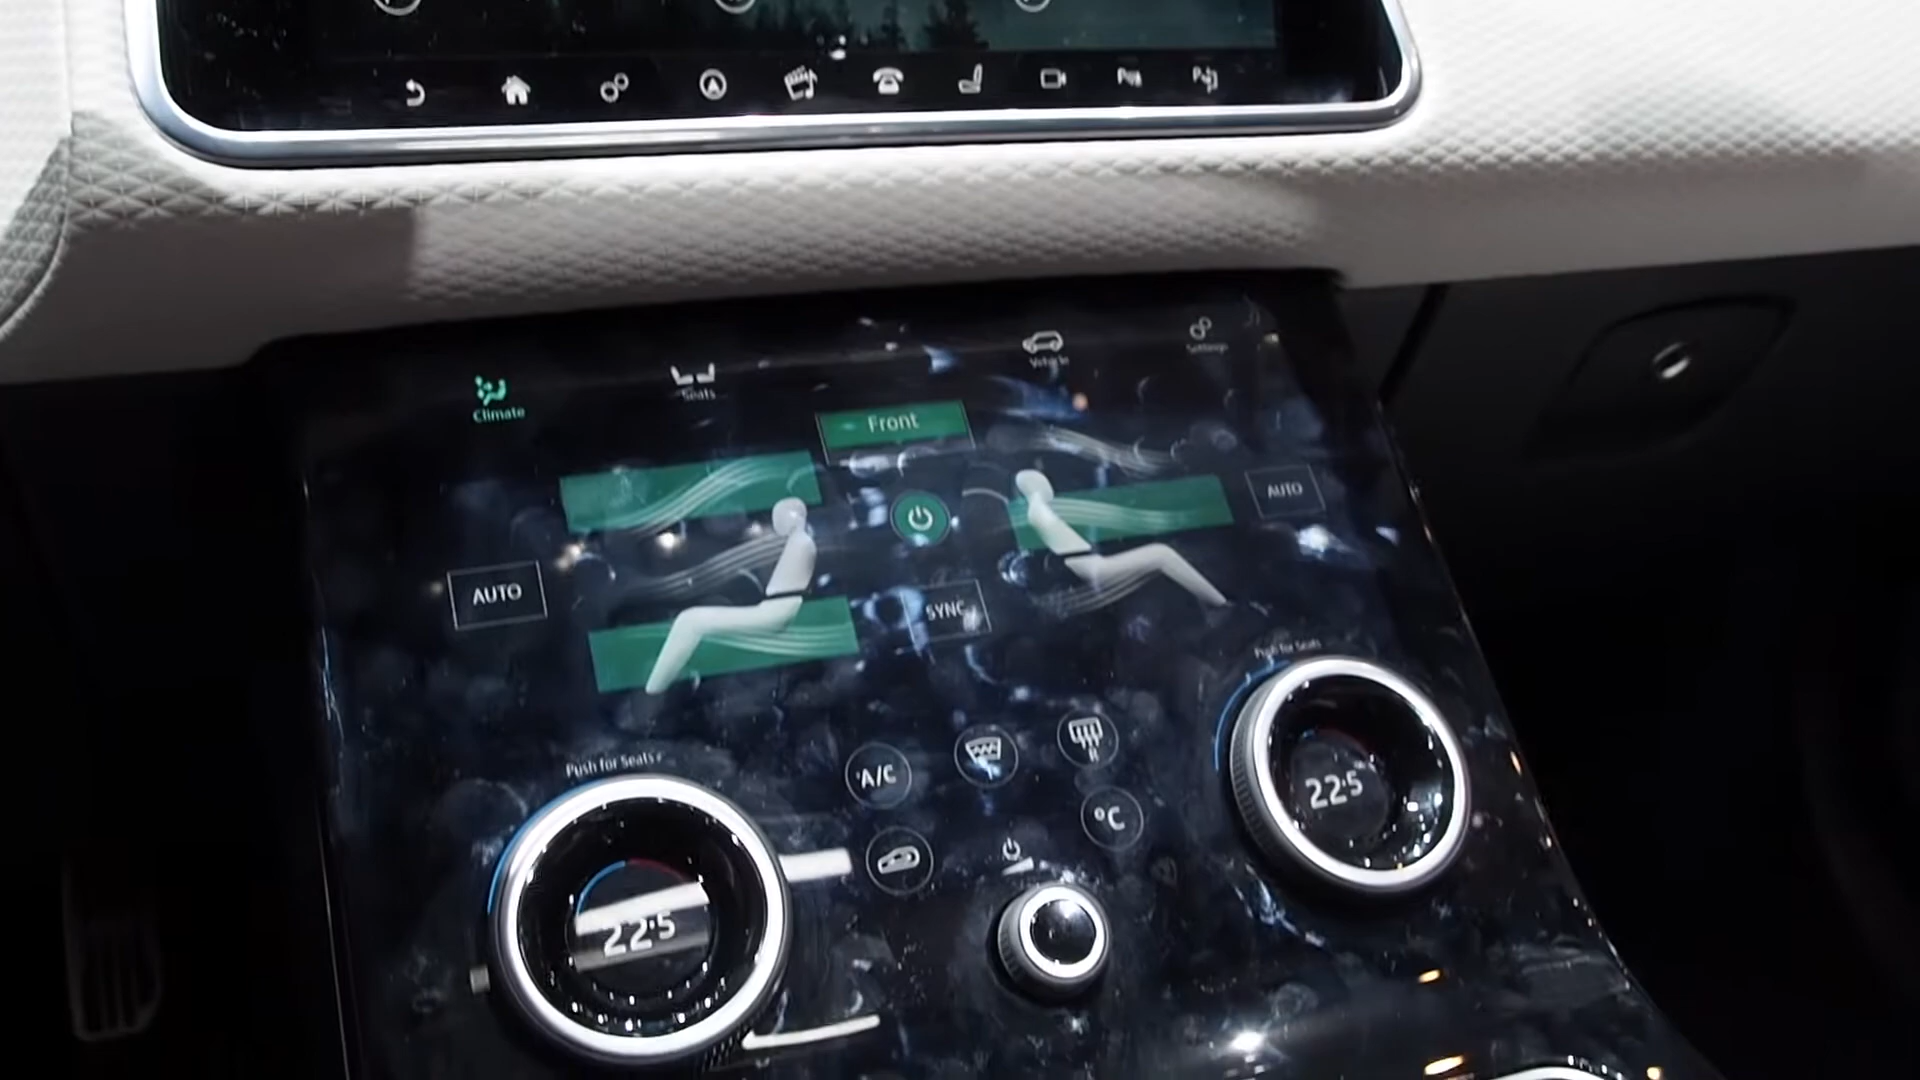 Climate
Seats
Vehicle
Settings
Front
AUTO
AUTO
SYNC
Push for Seats
Push for Seats
A/C
R
°C
22·5
22·5